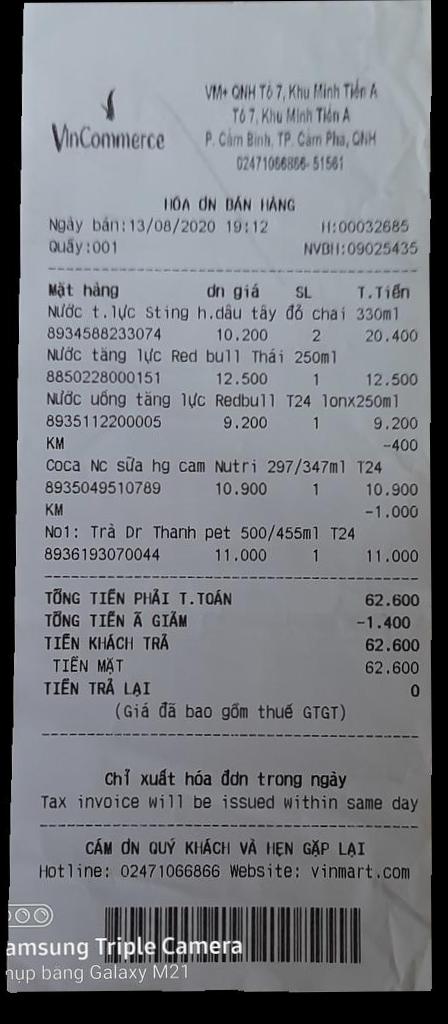 VinCommerce
VM+ QNH Tổ 7, Khu Minh Tiến A
Tổ 7, Khu Minh Tiến A
P. Cẩm Bình, TP. Cẩm Phả, QNH
02471066866-51561
HÓA ƠN BÁN HÀNG
Ngày bán:13/08/2020 19:12 H:00032685
Quầy:001 NVBH:09025435
Mặt hàng ơn giá SL T.Tiền
Nước t.lực Sting h.dâu tây đỏ chai 330ml
8934588233074 10.200 2 20.400
Nước tăng lực Red bull Thái 250ml
8850228000151 12.500 1 12.500
Nước uống tăng lực Redbull T24 lonx250ml
8935112200005 9.200 1 9.200
KM -400
Coca Nc sữa hg cam Nutri 297/347ml T24
8935049510789 10.900 1 10.900
KM -1.000
No1: Trà Dr Thanh pet 500/455ml T24
8936193070044 11.000 1 11.000
TỔNG TIỀN PHẢI T.TOÁN 62.600
TỔNG TIỀN Ã GIẢM -1.400
TIỀN KHÁCH TRẢ 62.600
TIỀN MẶT 62.600
TIỀN TRẢ LẠI 0
(Giá đã bao gồm thuế GTGT)
Chỉ xuất hóa đơn trong ngày
Tax invoice will be issued within same day
CÁM ƠN QUÝ KHÁCH VÀ HẸN GẶP LẠI
Hotline: 02471066866 Website: vinmart.com
amsung Triple Camera
hụp bằng Galaxy M21